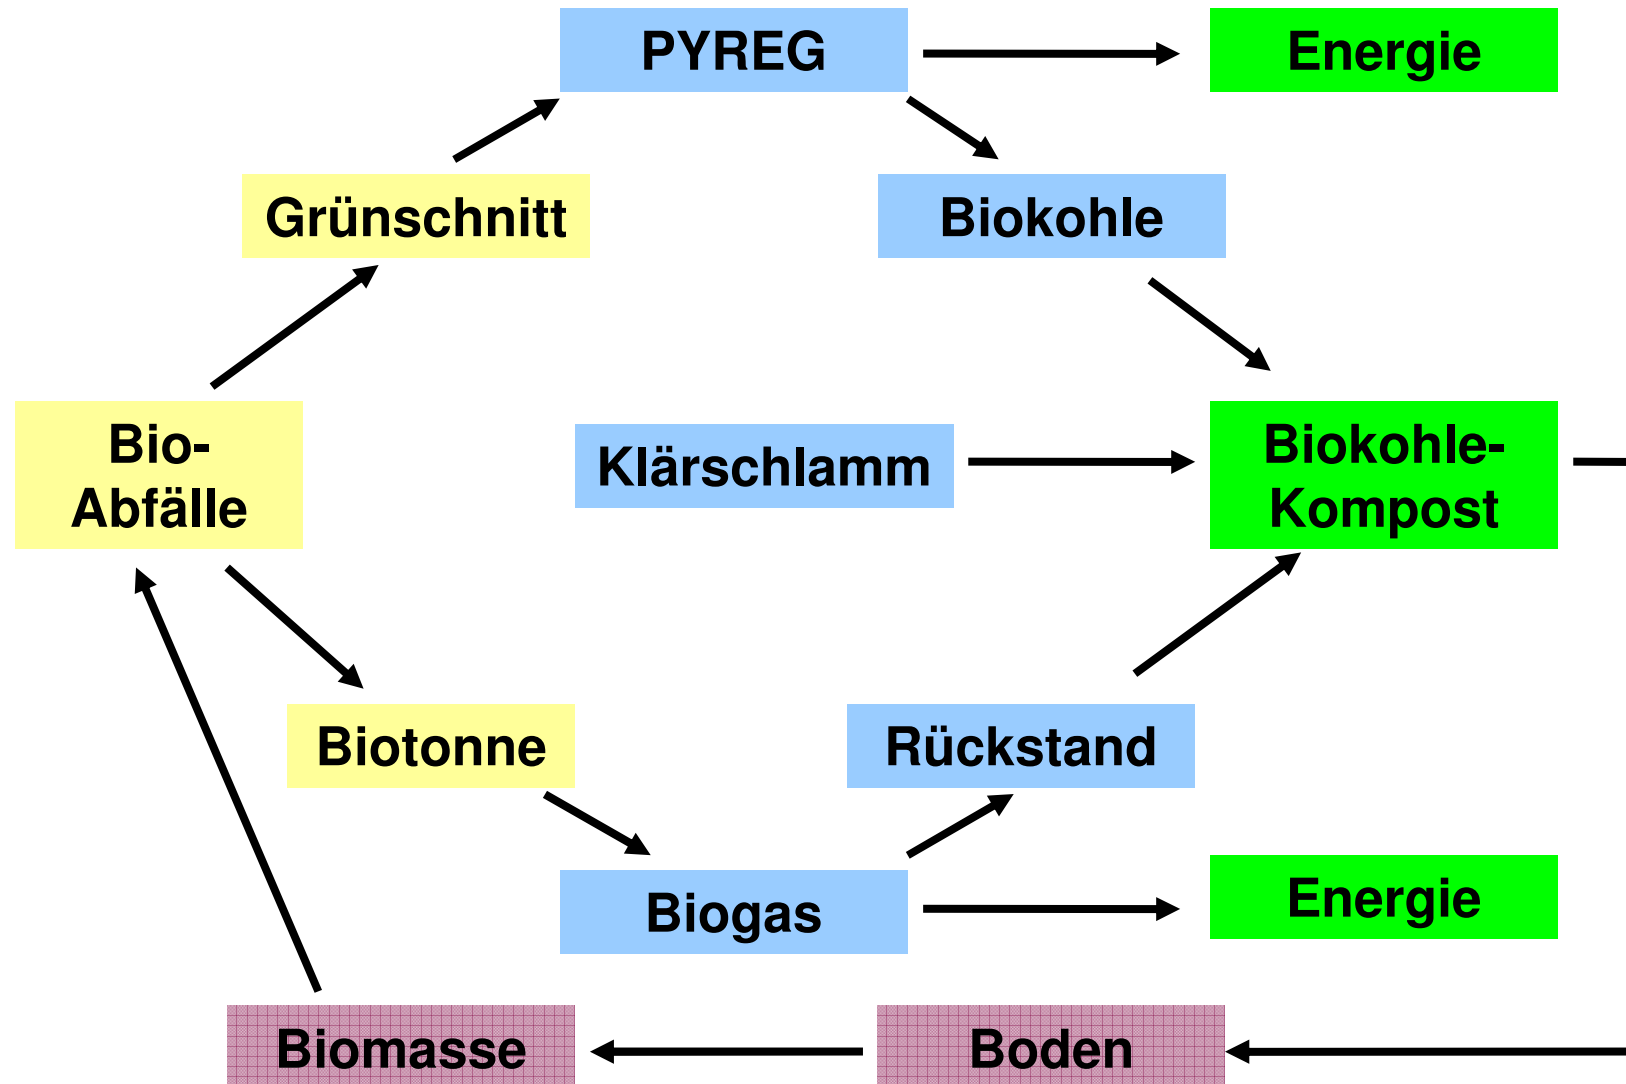 PYREG
Energie
Grünschnitt
Biokohle
Bio-
Abfälle
Klärschlamm
Biokohle-
Kompost
Biotonne
Rückstand
Biogas
Energie
Biomasse
Boden